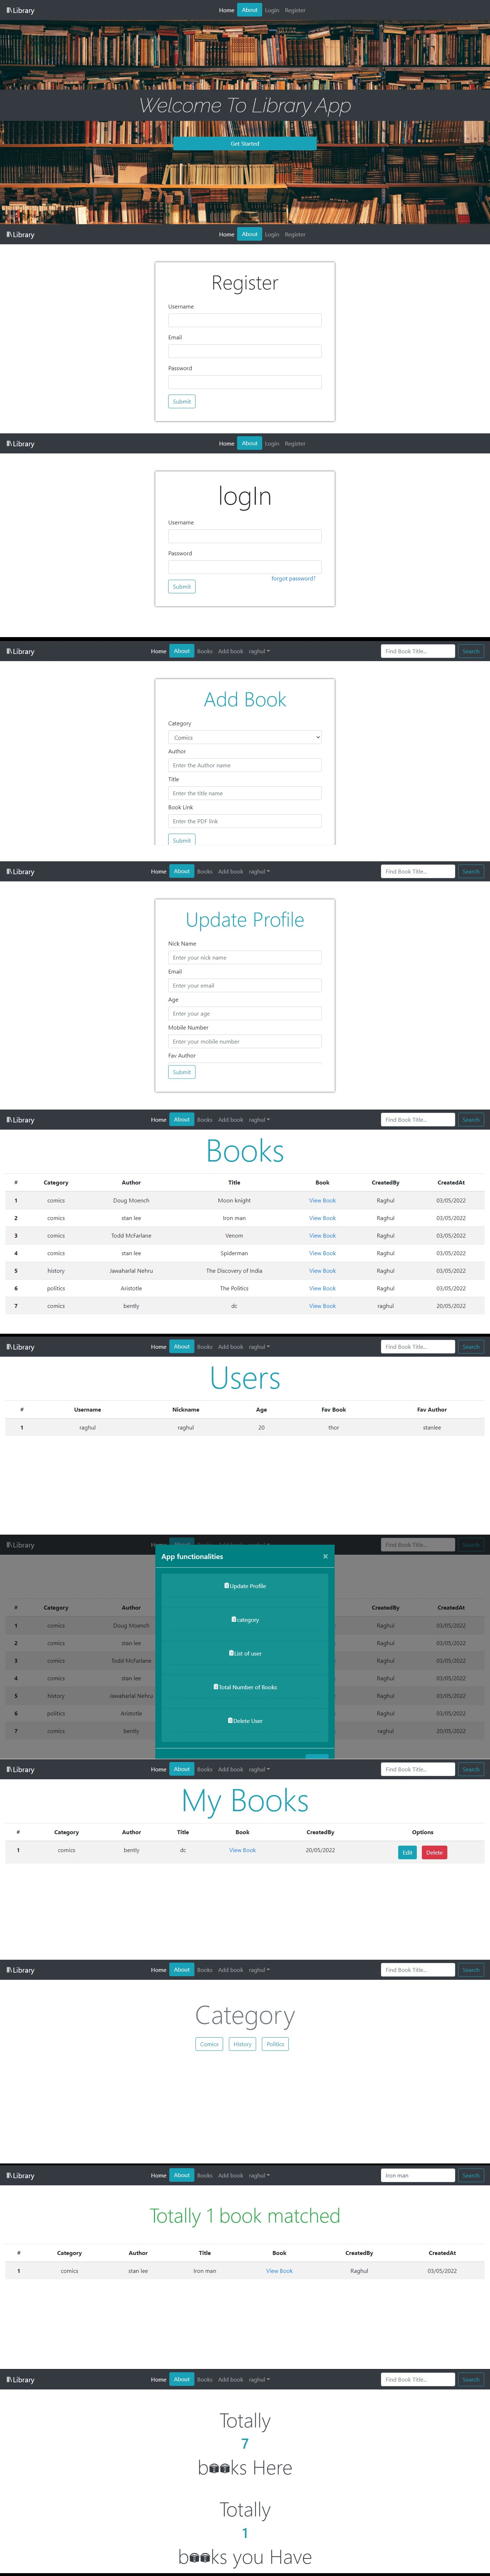 Library Home About Login Register
Welcome To Library App
Get Started
Library Home About Login Register
Register
Username
Email
Password
Submit
Library Home About Login Register
logIn
Username
Password
forgot password?
Submit
Library Home About Books Add book raghul Find Book Title... Search
Add Book
Category
Comics
Author
Enter the Author name
Title
Enter the title name
Book Link
Enter the PDF link
Submit
Library Home About Books Add book raghul Find Book Title... Search
Update Profile
Nick Name
Enter your nick name
Email
Enter your email
Age
Enter your age
Mobile Number
Enter your mobile number
Fav Author
Submit
Library Home About Books Add book raghul Find Book Title... Search
Books
# Category Author Title Book CreatedBy CreatedAt
1 comics Doug Moench Moon knight View Book Raghul 03/05/2022
2 comics stan lee Iron man View Book Raghul 03/05/2022
3 comics Todd McFarlane Venom View Book Raghul 03/05/2022
4 comics stan lee Spiderman View Book Raghul 03/05/2022
5 history Jawaharlal Nehru The Discovery of India View Book Raghul 03/05/2022
6 politics Aristotle The Politics View Book Raghul 03/05/2022
7 comics bently dc View Book raghul 20/05/2022
Library Home About Books Add book raghul Find Book Title... Search
Users
# Username Nickname Age Fav Book Fav Author
1 raghul raghul 20 thor stanlee
Library Find Book Title... Search
App functionalities ×
Update Profile
# Category Author CreatedBy CreatedAt
1 comics Doug Moench Raghul 03/05/2022
category
2 comics stan lee Raghul 03/05/2022
3 comics Todd McFarlane List of user Raghul 03/05/2022
4 comics stan lee Raghul 03/05/2022
5 history Jawaharlal Nehru Raghul 03/05/2022
Total Number of Books
6 politics Aristotle Raghul 03/05/2022
7 comics bently Delete User raghul 20/05/2022
Library Home About Books Add book raghul Find Book Title... Search
My Books
# Category Author Title Book CreatedBy Options
1 comics bently dc View Book 20/05/2022 Edit Delete
Library Home About Books Add book raghul Find Book Title... Search
Category
Comics History Politics
Library Home About Books Add book raghul Iron man Search
Totally 1 book matched
# Category Author Title Book CreatedBy CreatedAt
1 comics stan lee Iron man View Book Raghul 03/05/2022
Library Home About Books Add book raghul Find Book Title... Search
Totally
7
b ks Here
Totally
1
b ks you Have